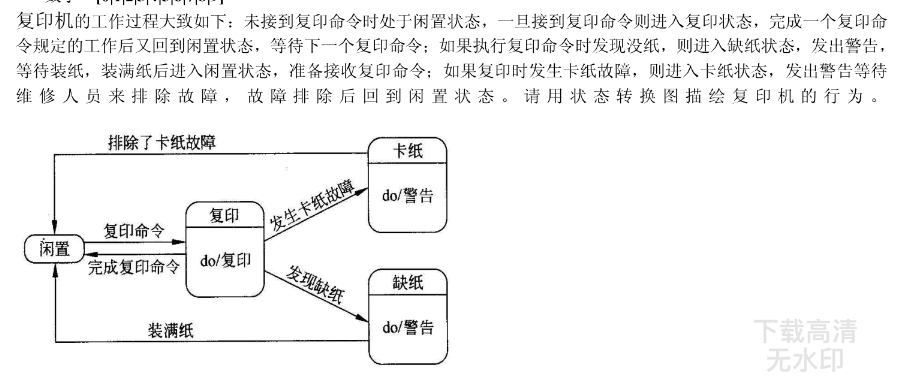 复印机的工作过程大致如下：未接到复印命令时处于闲置状态，一旦接到复印命令则进入复印状态，完成一个复印命
令规定的工作后又回到闲置状态，等待下一个复印命令；如果执行复印命令时发现没纸，则进入缺纸状态，发出警告，
等待装纸，装满纸后进入闲置状态，准备接收复印命令；如果复印时发生卡纸故障，则进入卡纸状态，发出警告等待
维修人员来排除故障，故障排除后回到闲置状态。请用状态转换图描绘复印机的行为。
排除了卡纸故障
卡纸
do/警告
发生卡纸故障
复印
do/复印
复印命令
闲置
完成复印命令
发现缺纸
缺纸
do/警告
装满纸
下载高清
无水印